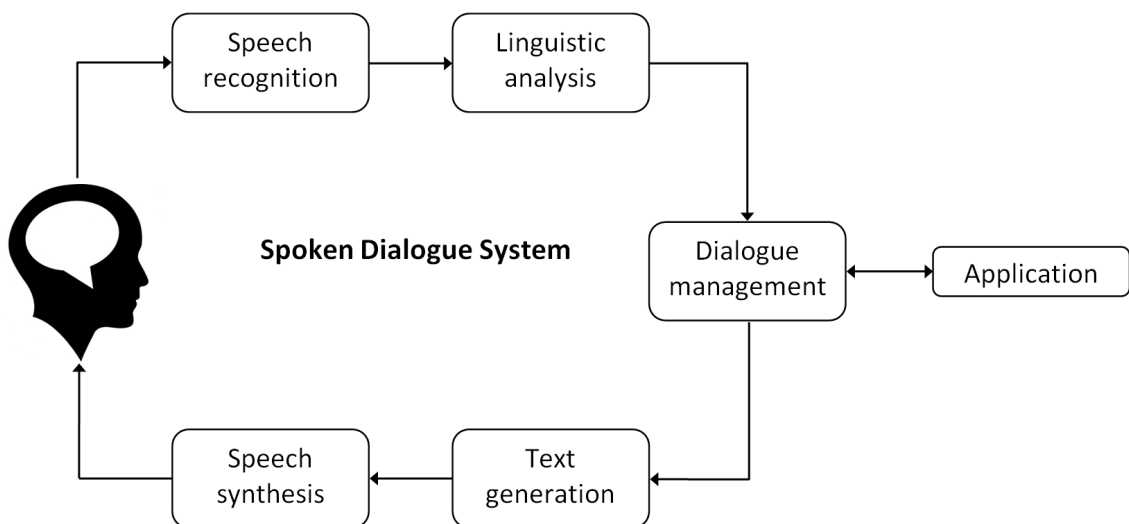 Speech
recognition
Linguistic
analysis
Spoken Dialogue System
Dialogue
management
Application
Speech
synthesis
Text
generation